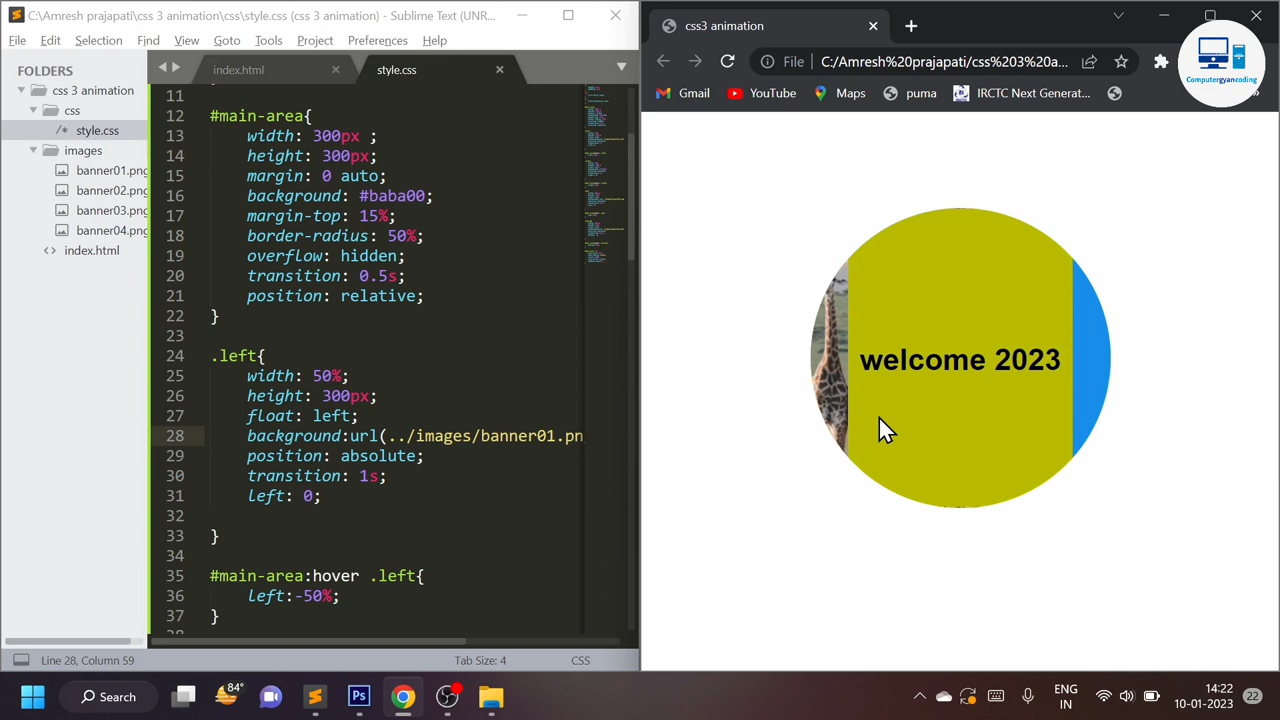 C:\Amresh prajapati\css 3 animation\css\style.css (css 3 animation) - Sublime Text (UNR...
File Edit Selection Find View Goto Tools Project Preferences Help
FOLDERS
css 3 animation
css
/* style.css
images
banner01.png
banner02.png
banner03.png
banner04.png
<> index.html
index.html
style.css
11
12 #main-area{
13 width: 300px ;
14 height: 300px;
15 margin: 0 auto;
16 background: #baba00;
17 margin-top: 15%;
18 border-radius: 50%;
19 overflow: hidden;
20 transition: 0.5s;
21 position: relative;
22 }
23
24 .left{
25 width: 50%;
26 height: 300px;
27 float: left;
28 background:url(../images/banner01.pn
29 position: absolute;
30 transition: 1s;
31 left: 0;
32
33 }
34
35 #main-area:hover .left{
36 left:-50%;
37 }
Line 28, Column 59
Tab Size: 4
CSS
css3 animation
File C:/Amresh%20prajapati/css%203%20a...
Computergyancoding
Gmail YouTube Maps puma IRCTC Next Generat...
welcome 2023
84°
Search
Ps
ENG
IN
14:22
10-01-2023
22